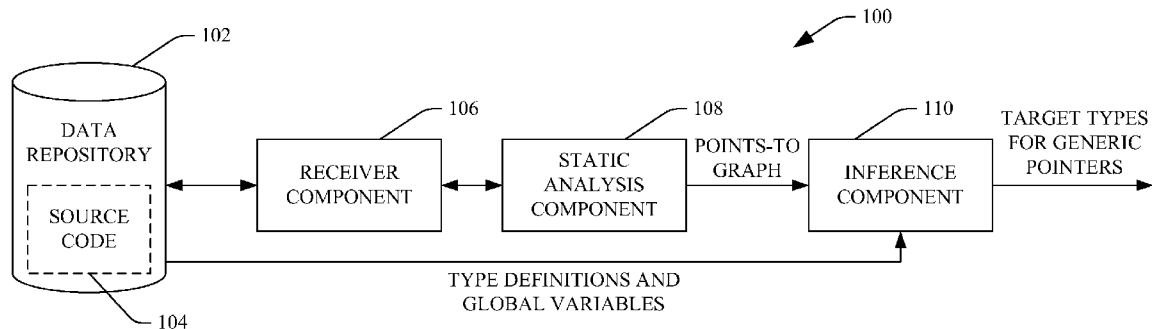 100
102
DATA
REPOSITORY
SOURCE
CODE
104
106
RECEIVER
COMPONENT
108
STATIC
ANALYSIS
COMPONENT
POINTS-TO
GRAPH
110
INFERENCE
COMPONENT
TARGET TYPES
FOR GENERIC
POINTERS
TYPE DEFINITIONS AND
GLOBAL VARIABLES